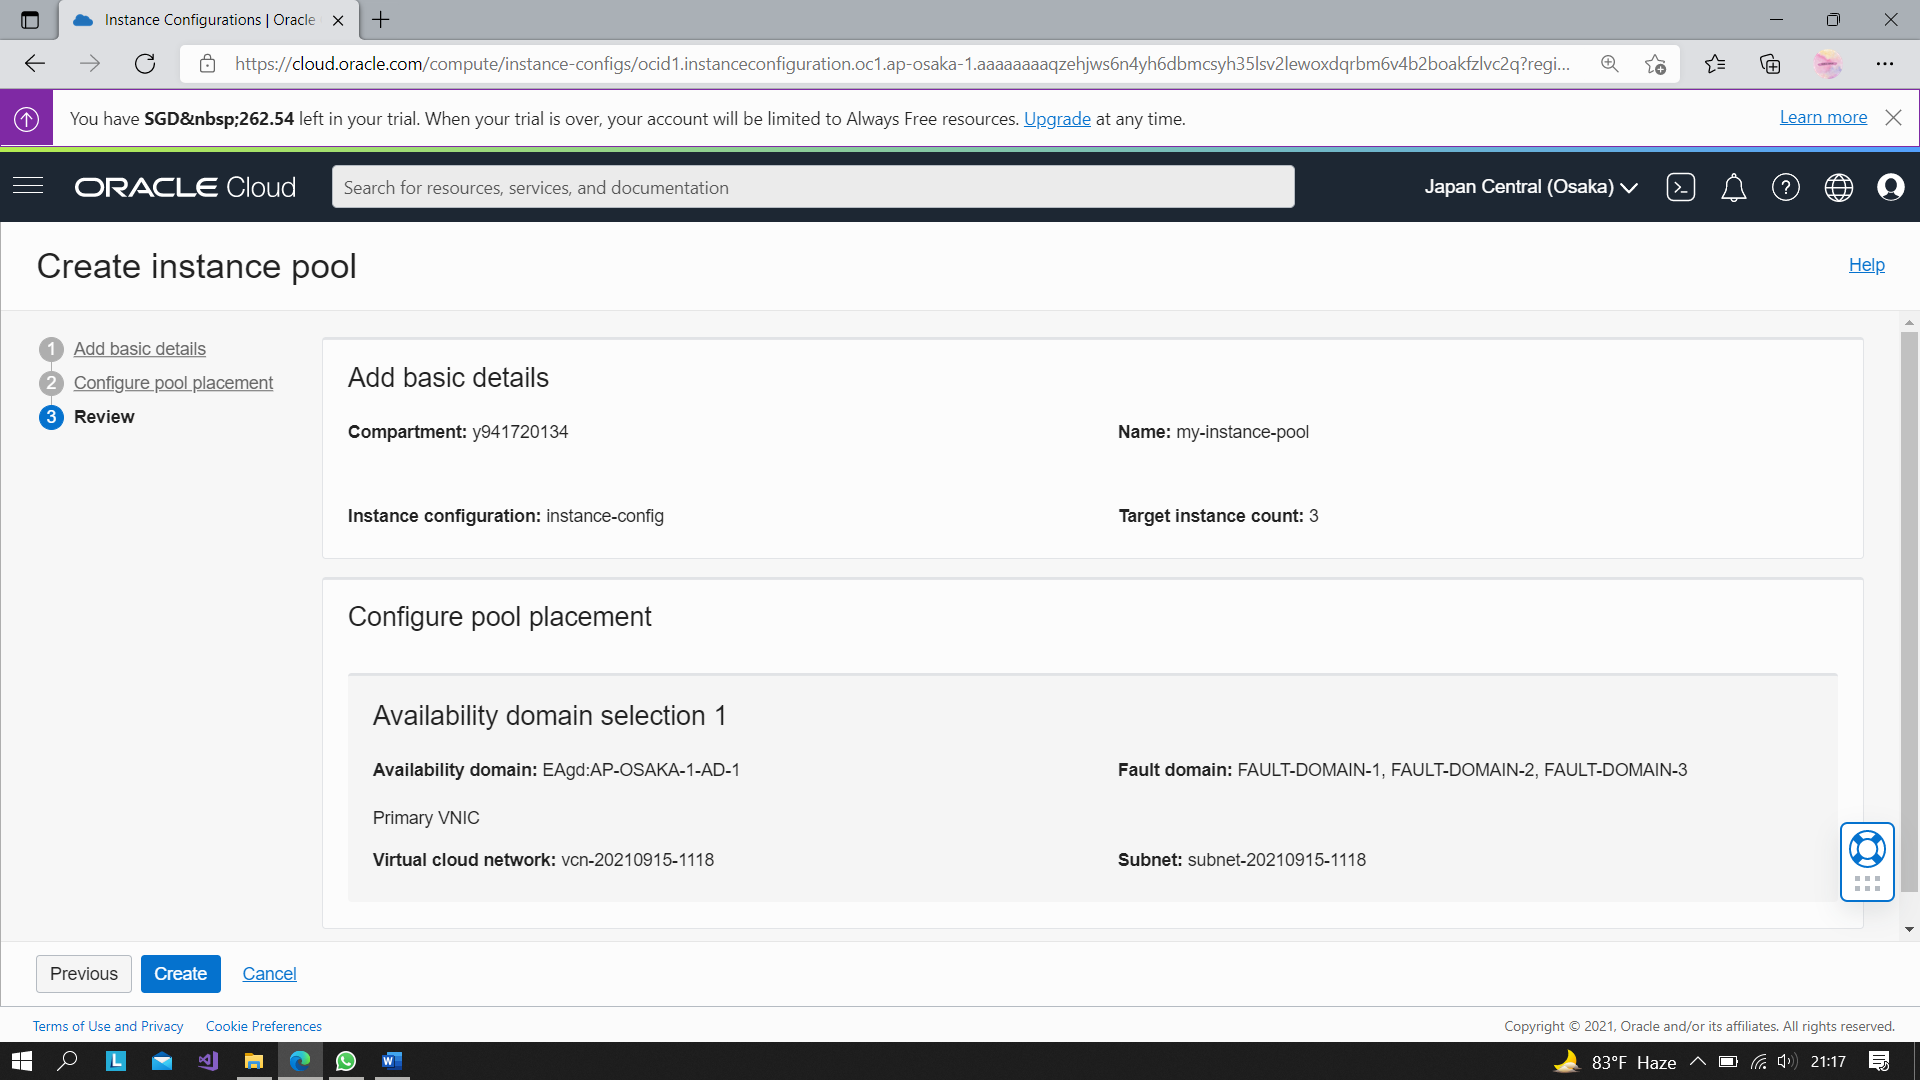 Instance Configurations | Oracle
https://cloud.oracle.com/compute/instance-configs/ocid1.instanceconfiguration.oc1.ap-osaka-1.aaaaaaaaqzehjws6n4yh6dbmcsyh35lsv2lewoxdqrbm6v4b2boakfzlvc2q?regi...
You have SGD&nbsp;262.54 left in your trial. When your trial is over, your account will be limited to Always Free resources. Upgrade at any time.
Learn more
ORACLE Cloud
Search for resources, services, and documentation
Japan Central (Osaka)
Create instance pool
Help
1 Add basic details
2 Configure pool placement
3 Review
Add basic details
Compartment: y941720134
Name: my-instance-pool
Instance configuration: instance-config
Target instance count: 3
Configure pool placement
Availability domain selection 1
Availability domain: EAgd:AP-OSAKA-1-AD-1
Fault domain: FAULT-DOMAIN-1, FAULT-DOMAIN-2, FAULT-DOMAIN-3
Primary VNIC
Virtual cloud network: vcn-20210915-1118
Subnet: subnet-20210915-1118
Previous
Create
Cancel
Terms of Use and Privacy
Cookie Preferences
Copyright © 2021, Oracle and/or its affiliates. All rights reserved.
83°F Haze
21:17